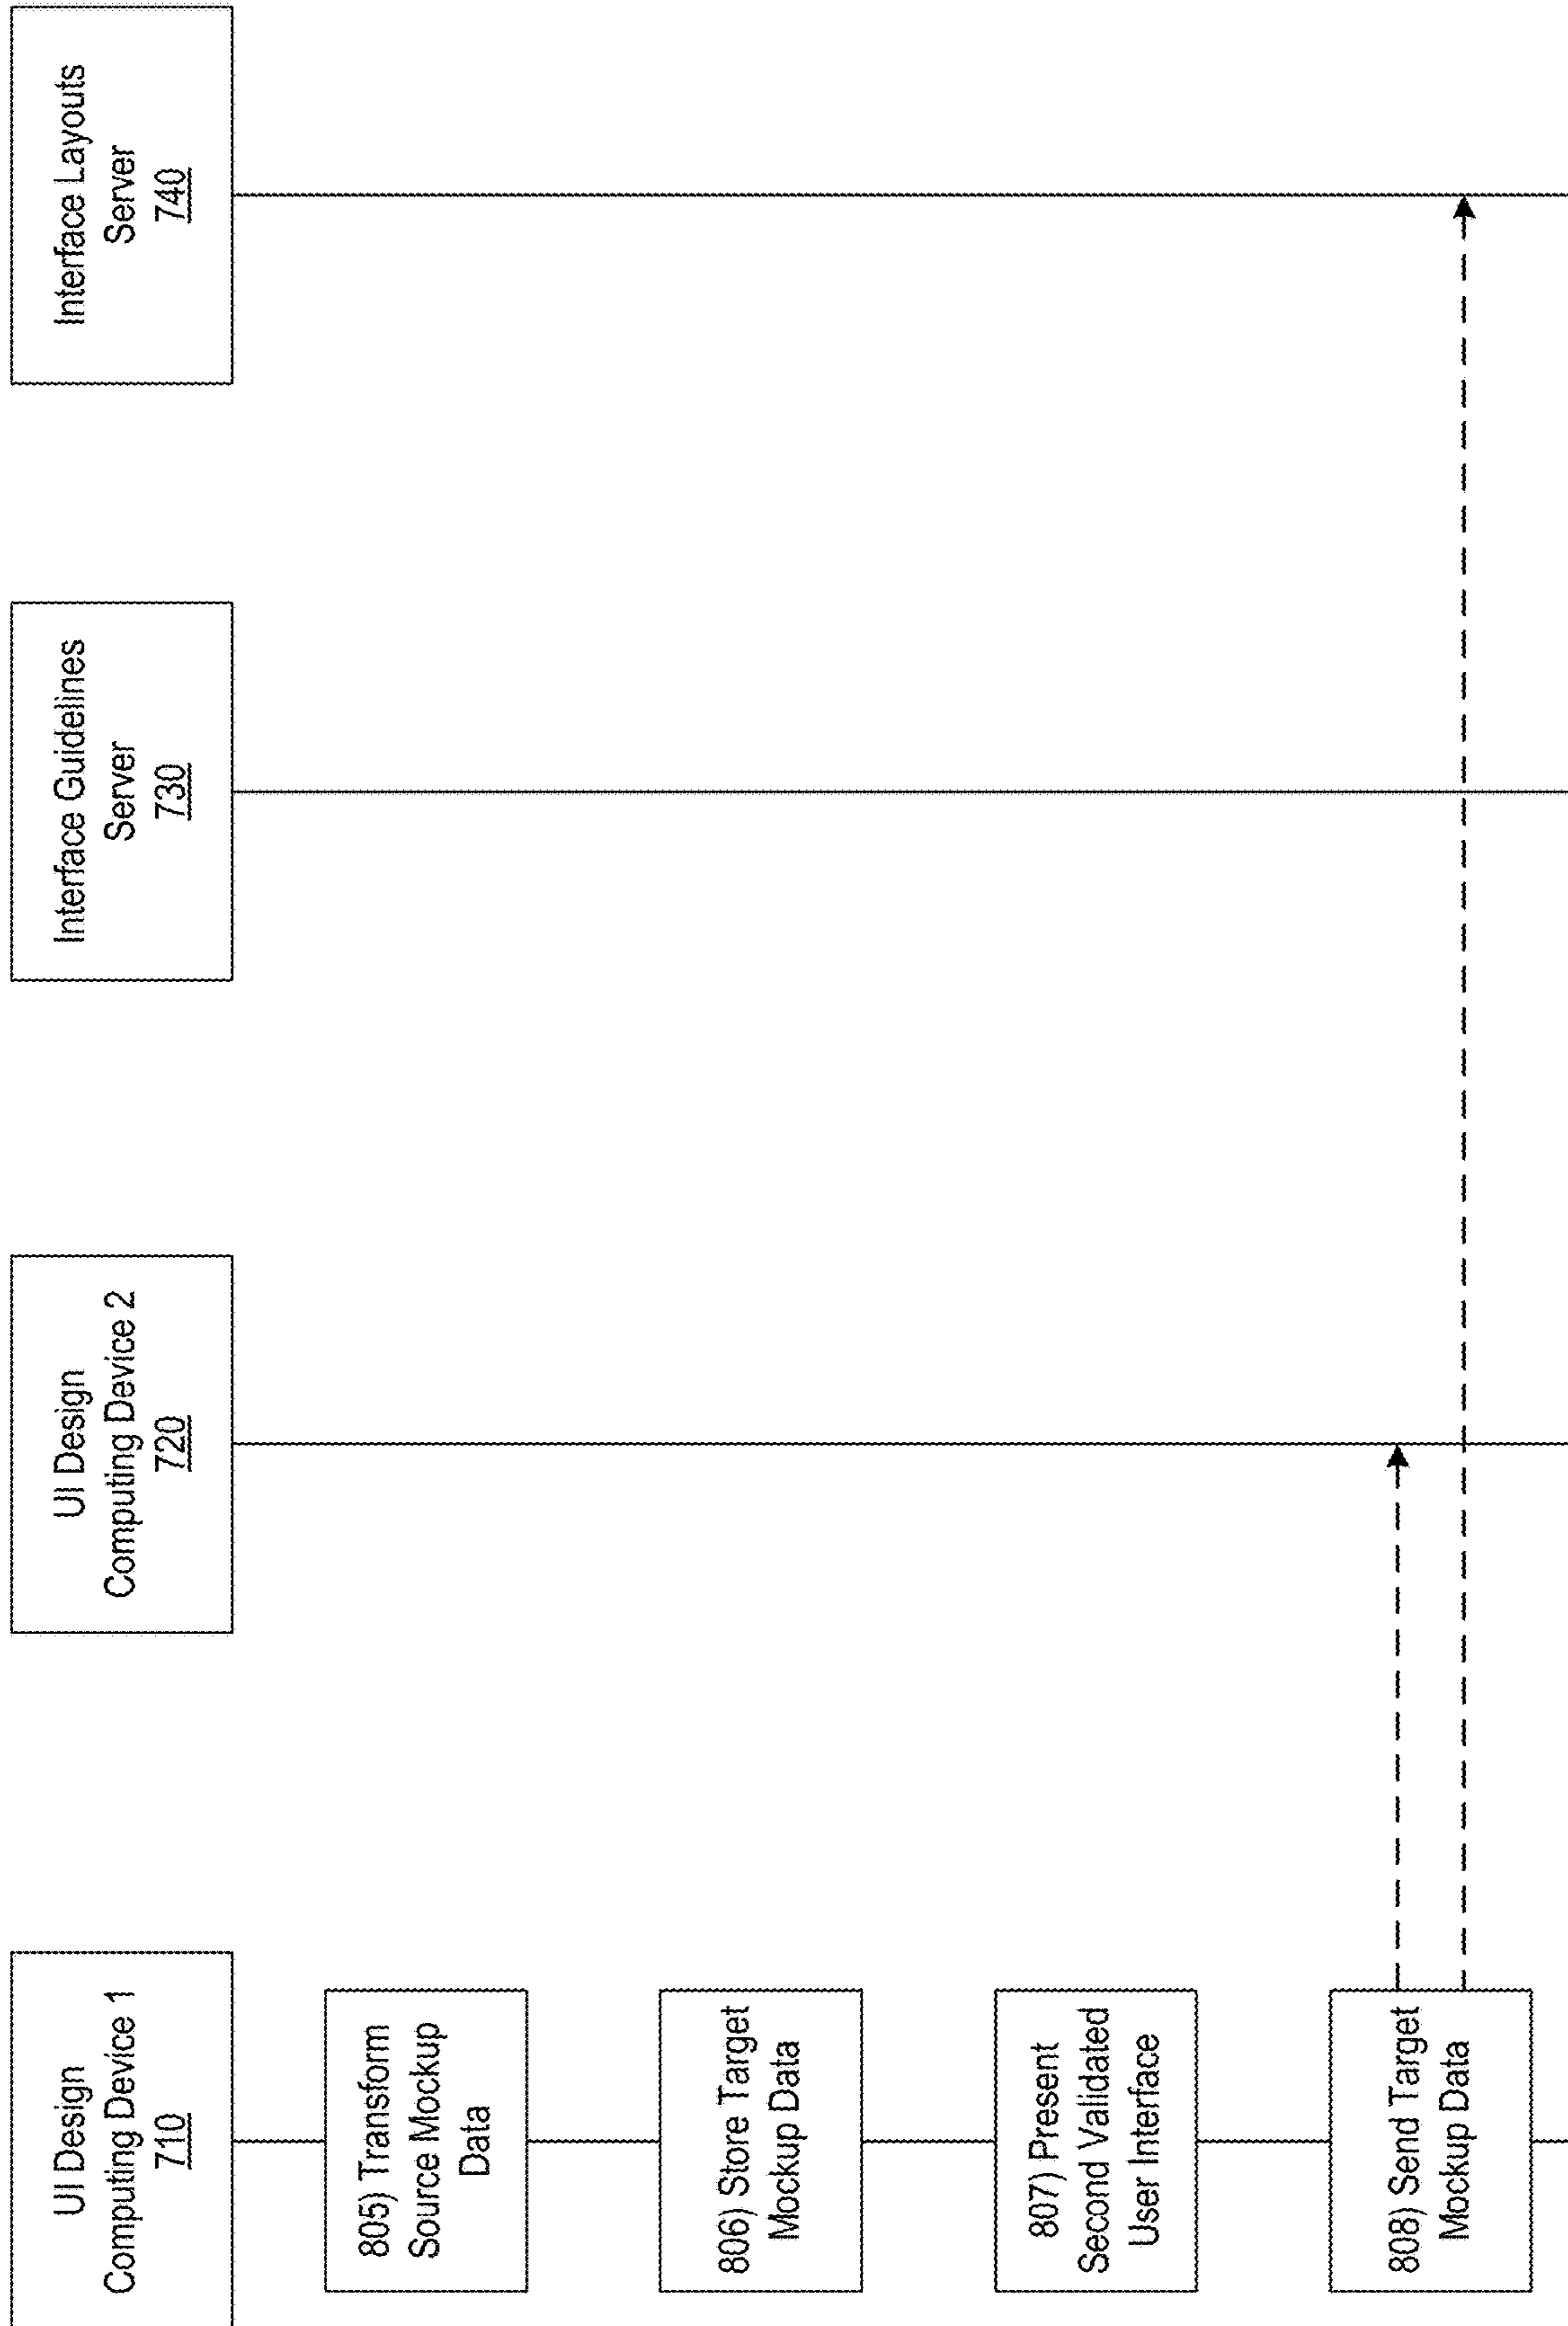 UI Design
Computing Device 1
710
UI Design
Computing Device 2
720
Interface Guidelines
Server
730
Interface Layouts
Server
740
805) Transform
Source Mockup
Data
806) Store Target
Mockup Data
807) Present
Second Validated
User Interface
808) Send Target
Mockup Data